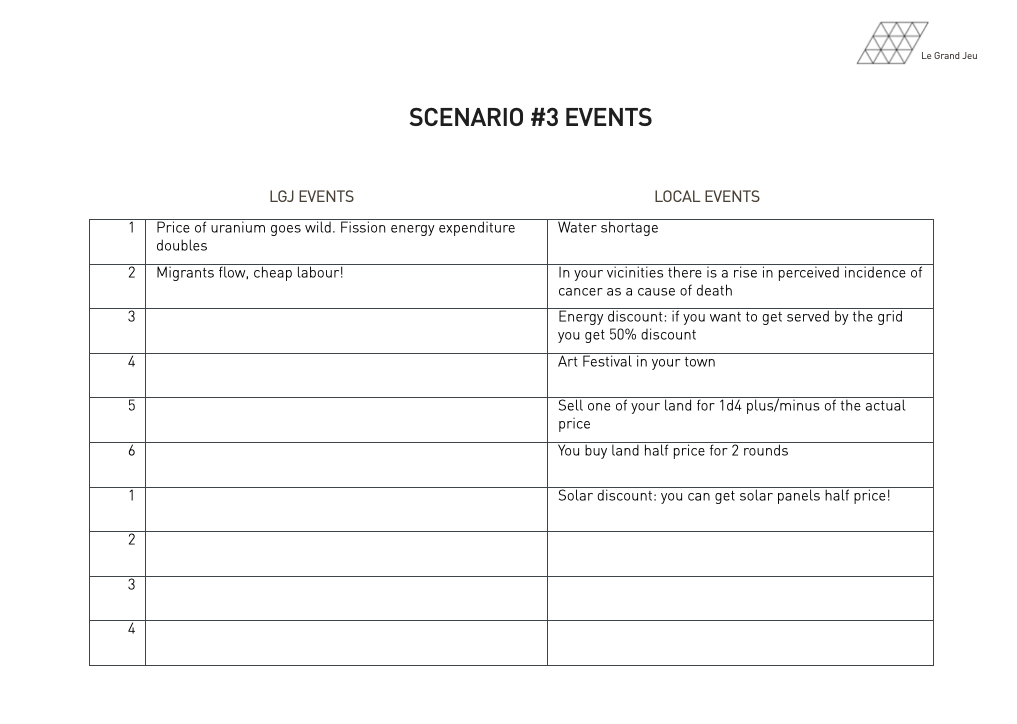 Le Grand Jeu
SCENARIO #3 EVENTS
LGJ EVENTS
LOCAL EVENTS
1
Price of uranium goes wild. Fission energy expenditure
doubles
Water shortage
2
Migrants flow, cheap labour!
In your vicinities there is a rise in perceived incidence of
cancer as a cause of death
3
Energy discount: if you want to get served by the grid
you get 50% discount
4
Art Festival in your town
5
Sell one of your land for 1d4 plus/minus of the actual
price
6
You buy land half price for 2 rounds
1
Solar discount: you can get solar panels half price!
2
3
4